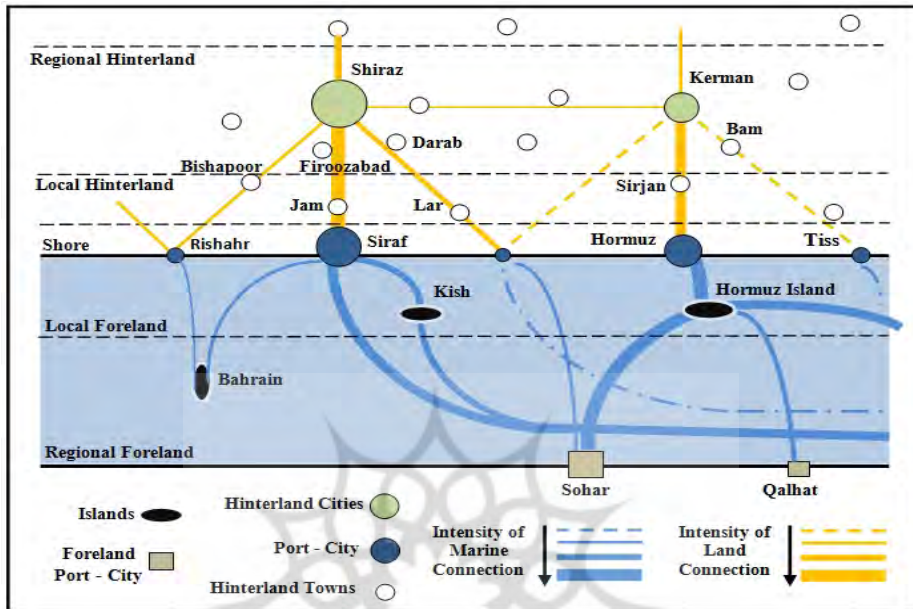 Regional Hinterland
Shiraz
Kerman
Darab
Bam
Bishapoor
Firoozabad
Local Hinterland
Sirjan
Jam
Lar
Shore
Rishahr
Siraf
Hormuz
Tiss
Kish
Hormuz Island
Local Foreland
Bahrain
Regional Foreland
Sohar
Qalhat
Islands
Hinterland Cities
Foreland
Port - City
Port - City
Hinterland Towns
Intensity of
Marine
Connection
Intensity of
Land
Connection